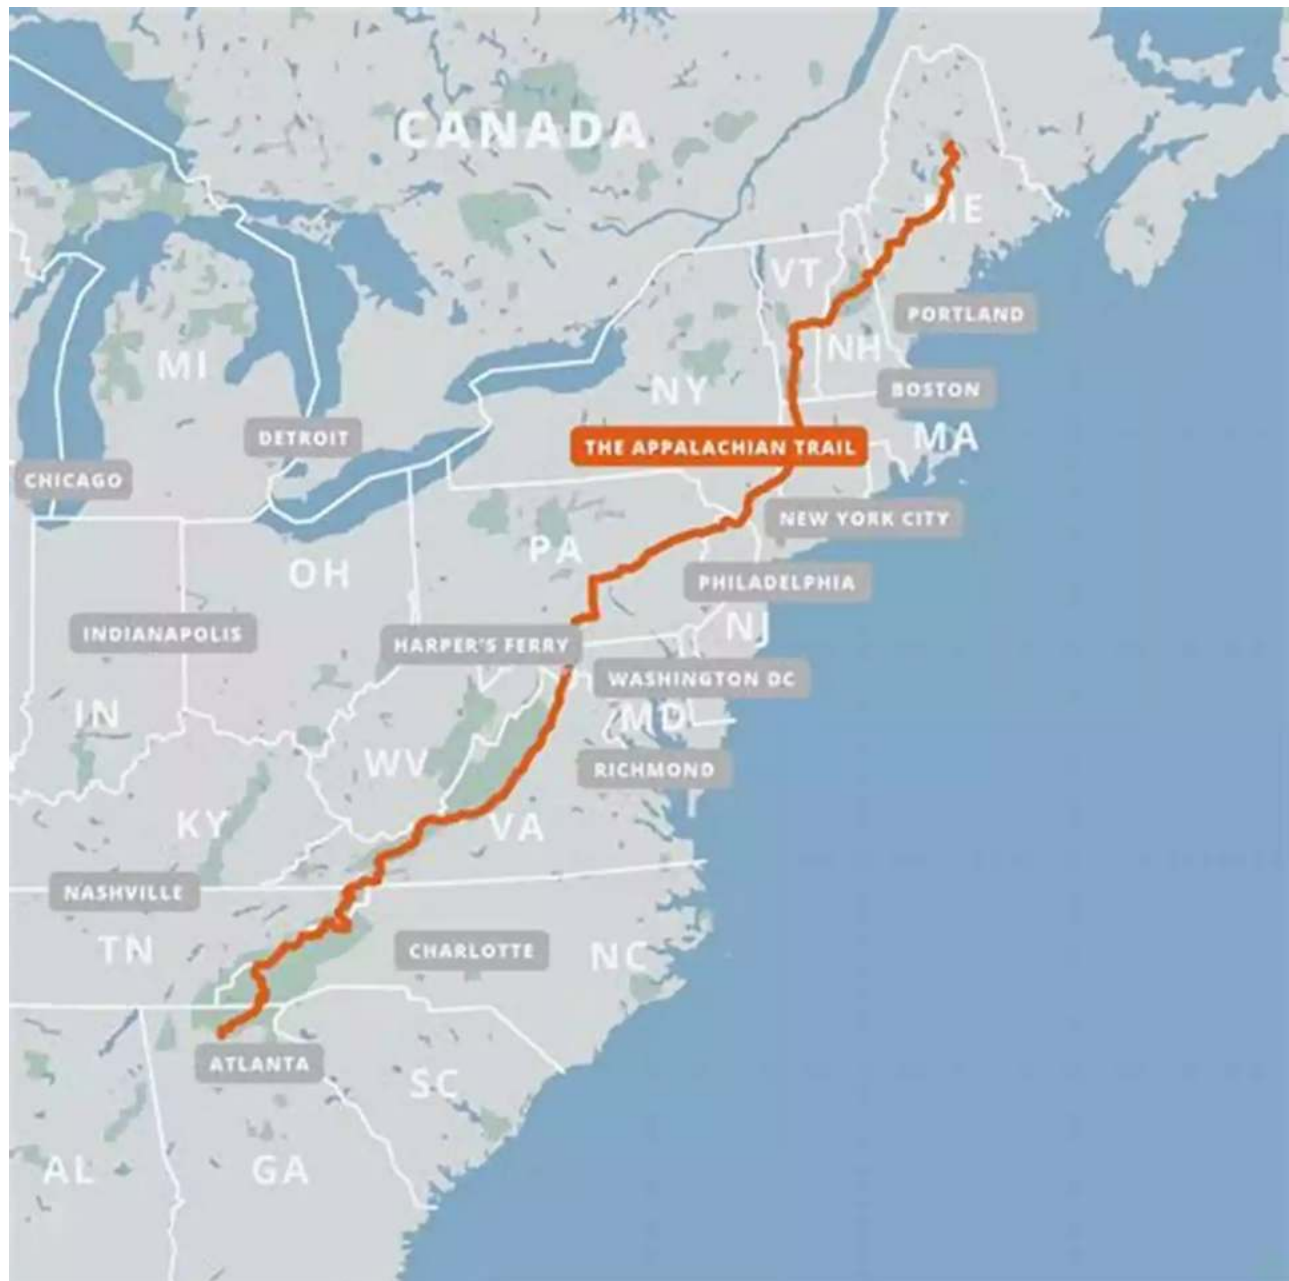 CANADA
ME
VT
PORTLAND
NH
MI
NY
BOSTON
DETROIT
THE APPALACHIAN TRAIL
MA
CHICAGO
NEW YORK CITY
PA
OH
PHILADELPHIA
NJ
INDIANAPOLIS
HARPER'S FERRY
WASHINGTON DC
IN
MD
WV
RICHMOND
KY
VA
NASHVILLE
TN
CHARLOTTE
NC
ATLANTA
SC
AL
GA